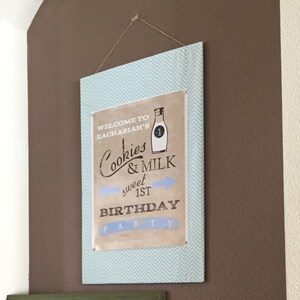 WELCOME TO
ZACHARIAH'S
Cookies
& MILK
sweet
1ST
BIRTHDAY
PARTY